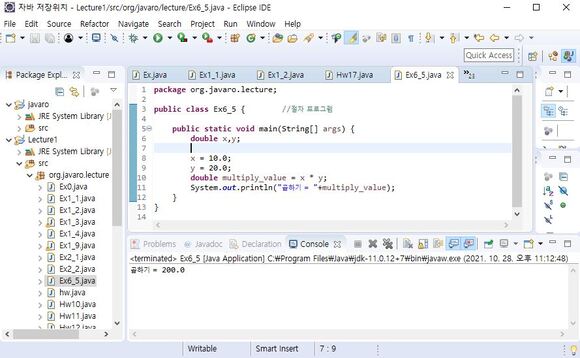 자바 저장위치 - Lecture1/src/org/javaro/lecture/Ex6_5.java - Eclipse IDE
File Edit Source Refactor Navigate Search Project Run Window Help
Quick Access
Package Expl...
javaro
JRE System Library [Ja
Lecture1
JRE System Library [Ja
src
org.javaro.lecture
Ex0.java
Ex1_1.java
Ex1_2.java
Ex1_3.java
Ex1_4.java
Ex1_9.java
Ex2_1.java
Ex2_2.java
Ex6_5.java
hw.java
Hw10.java
Hw11.java
Hw12.java
Ex.java Ex1_1.java Ex1_2.java Hw17.java Ex6_5.java
1 package org.javaro.lecture;
2
3 public class Ex6_5 { //절차 프로그램
4
5 public static void main(String[] args) {
6 double x,y;
7
8 x = 10.0;
9 y = 20.0;
10 double multiply_value = x * y;
11 System.out.println("곱하기 = "+multiply_value);
12 }
13 }
14
Problems Javadoc Declaration Console
<terminated> Ex6_5 [Java Application] C:₩Program Files₩Java₩jdk-11.0.12+7₩bin₩javaw.exe (2021. 10. 28. 오후 11:12:48)
곱하기 = 200.0
Writable Smart Insert 7 : 9